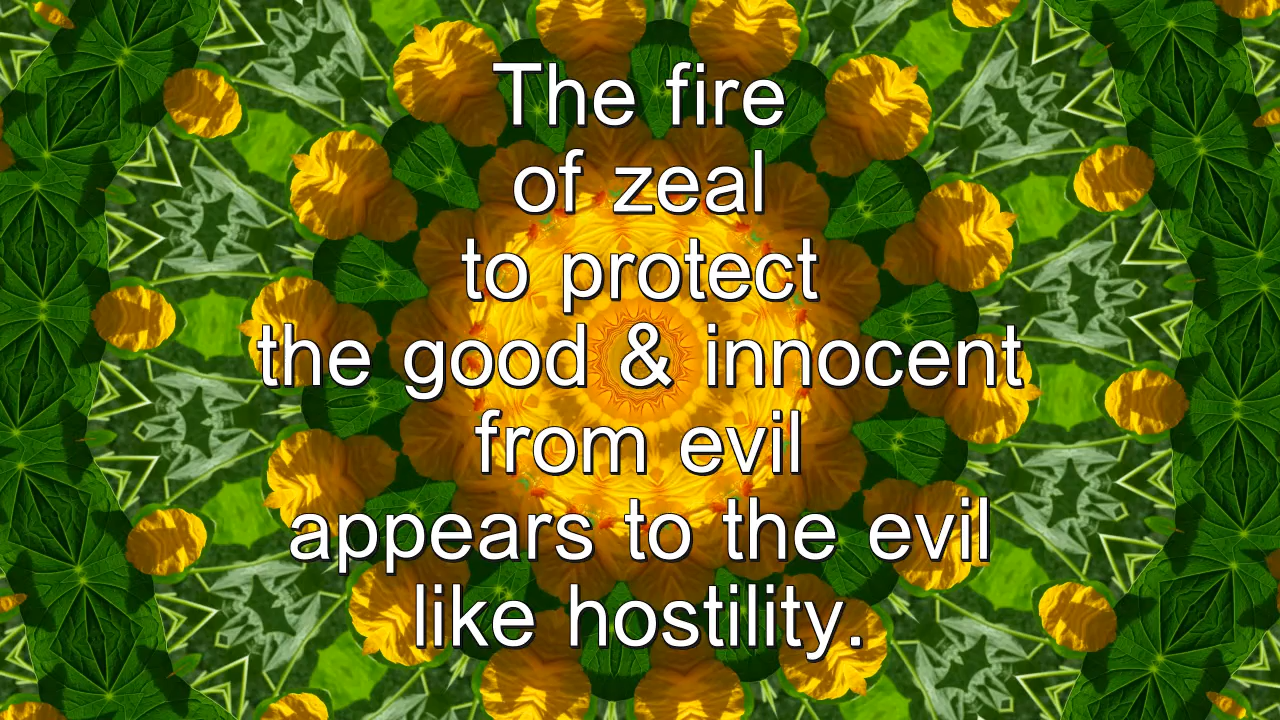 The fire
of zeal
to protect
the good & innocent
from evil
appears to the evil
like hostility.